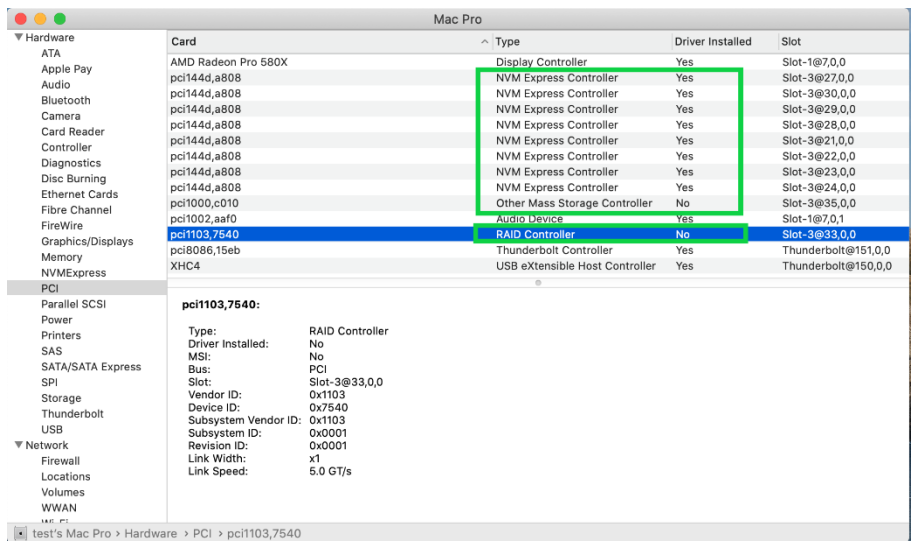 Mac Pro
Hardware
ATA
Apple Pay
Audio
Bluetooth
Camera
Card Reader
Controller
Diagnostics
Disc Burning
Ethernet Cards
Fibre Channel
FireWire
Graphics/Displays
Memory
NVMExpress
PCI
Parallel SCSI
Power
Printers
SAS
SATA/SATA Express
SPI
Storage
Thunderbolt
USB
Network
Firewall
Locations
Volumes
WWAN
Wi-Fi
Card Type Driver Installed Slot
AMD Radeon Pro 580X Display Controller Yes Slot-1@7,0,0
pci144d,a808 NVM Express Controller Yes Slot-3@27,0,0
pci144d,a808 NVM Express Controller Yes Slot-3@30,0,0
pci144d,a808 NVM Express Controller Yes Slot-3@29,0,0
pci144d,a808 NVM Express Controller Yes Slot-3@28,0,0
pci144d,a808 NVM Express Controller Yes Slot-3@21,0,0
pci144d,a808 NVM Express Controller Yes Slot-3@22,0,0
pci144d,a808 NVM Express Controller Yes Slot-3@23,0,0
pci144d,a808 NVM Express Controller Yes Slot-3@24,0,0
pci1000,c010 Other Mass Storage Controller No Slot-3@35,0,0
pci1002,aaf0 Audio Device Yes Slot-1@7,0,1
pci1103,7540 RAID Controller No Slot-3@33,0,0
pci8086,15eb Thunderbolt Controller Yes Thunderbolt@151,0,0
XHC4 USB eXtensible Host Controller Yes Thunderbolt@150,0,0
pci1103,7540:
Type: RAID Controller
Driver Installed: No
MSI: No
Bus: PCI
Slot: Slot-3@33,0,0
Vendor ID: 0x1103
Device ID: 0x7540
Subsystem Vendor ID: 0x1103
Subsystem ID: 0x0001
Revision ID: 0x0001
Link Width: x1
Link Speed: 5.0 GT/s
test's Mac Pro › Hardware › PCI › pci1103,7540